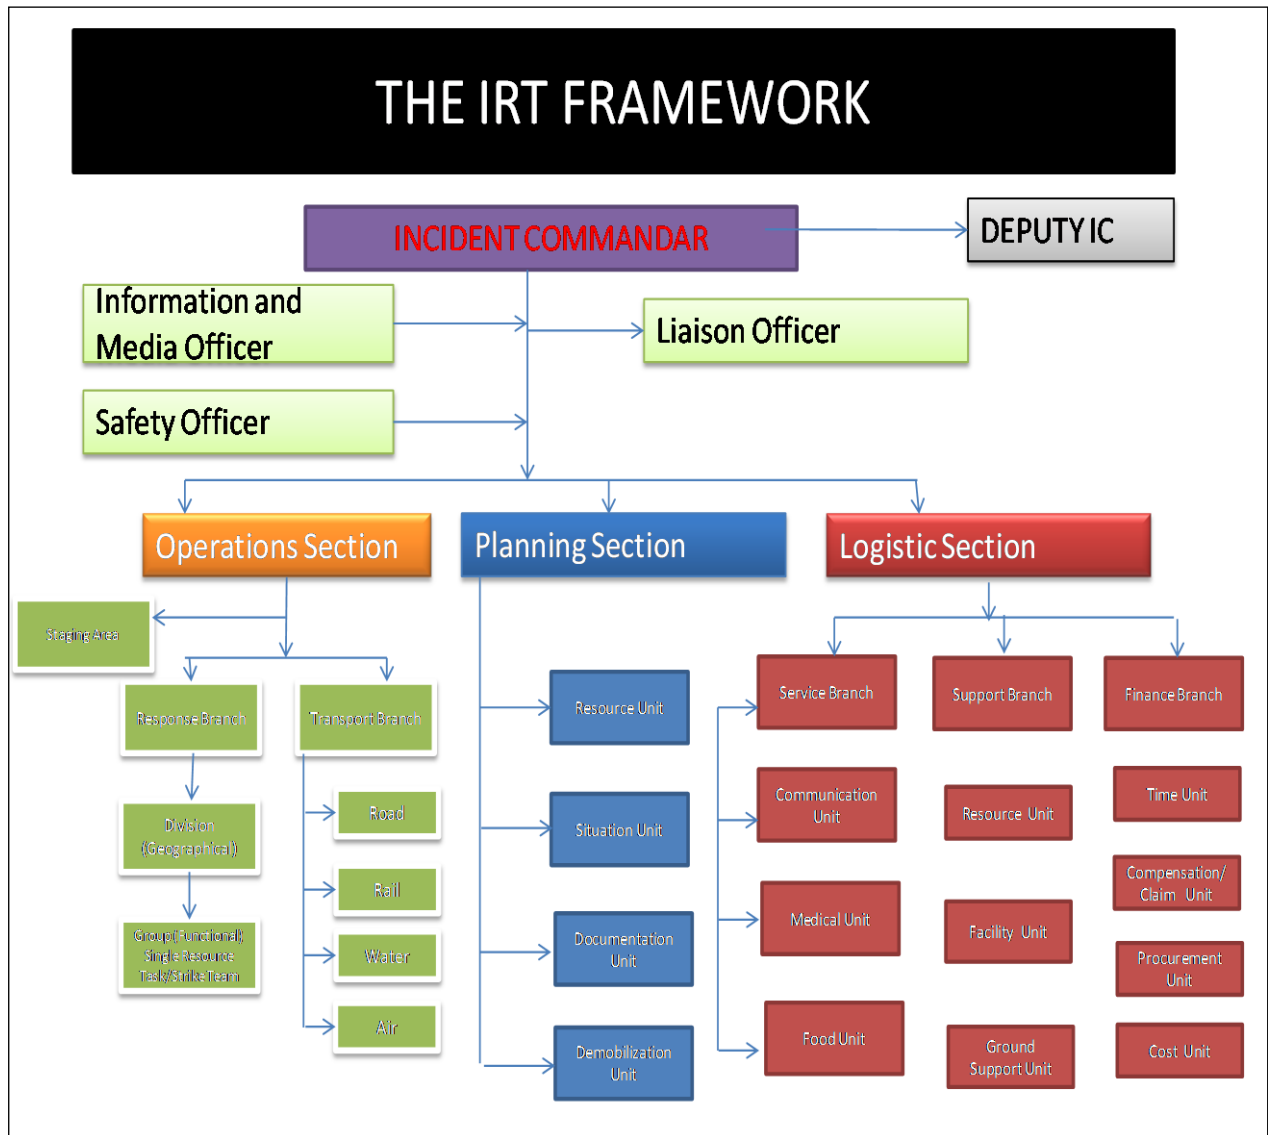 THE IRT FRAMEWORK
INCIDENT COMMANDAR
DEPUTY IC
Information and
Media Officer
Liaison Officer
Safety Officer
Operations Section
Planning Section
Logistic Section
Staging Area
Response Branch
Transport Branch
Division
(Geographical)
Group(Functional)
Single Resource
Task/Strike Team
Road
Rail
Water
Air
Resource Unit
Situation Unit
Documentation
Unit
Demobilization
Unit
Service Branch
Communication
Unit
Medical Unit
Food Unit
Support Branch
Resource Unit
Facility Unit
Ground
Support Unit
Finance Branch
Time Unit
Compensation/
Claim Unit
Procurement
Unit
Cost Unit